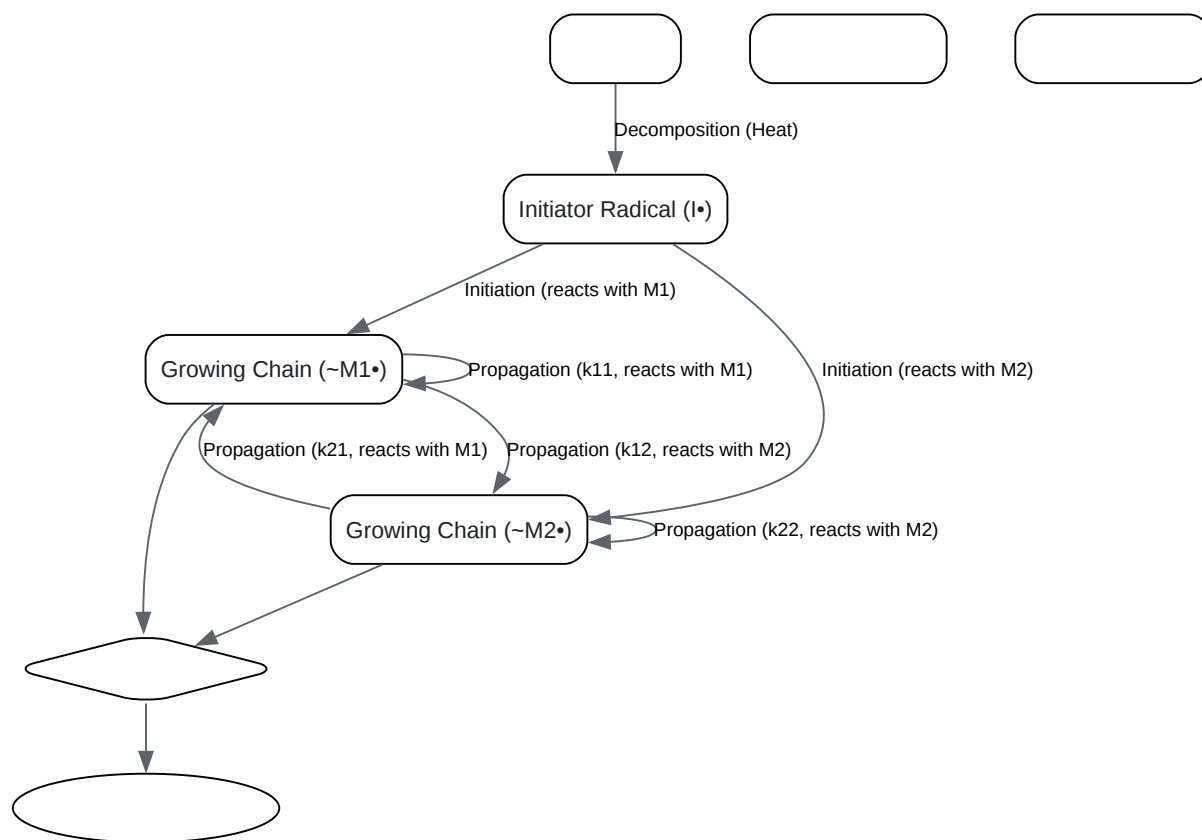 Decomposition (Heat)
Initiator Radical (I•)
Initiation (reacts with M1)
Growing Chain (~M1•)
Propagation (k11, reacts with M1)
Initiation (reacts with M2)
Propagation (k21, reacts with M1)
Propagation (k12, reacts with M2)
Growing Chain (~M2•)
Propagation (k22, reacts with M2)